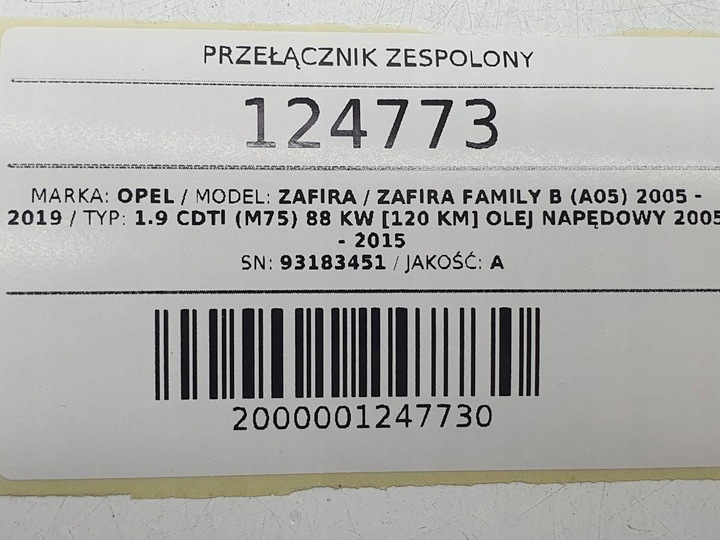 PRZEŁĄCZNIK ZESPOLONY
124773
MARKA: OPEL / MODEL: ZAFIRA / ZAFIRA FAMILY B (A05) 2005 -
2019 / TYP: 1.9 CDTI (M75) 88 KW [120 KM] OLEJ NAPĘDOWY 2005
- 2015
SN: 93183451 / JAKOŚĆ: A
2000001247730